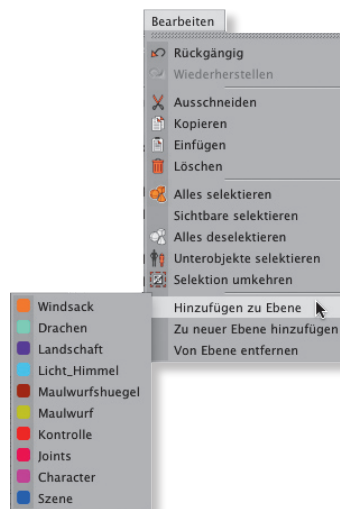 Bearbeiten
Rückgängig
Wiederherstellen
Ausschneiden
Kopieren
Einfügen
Löschen
Alles selektieren
Sichtbare selektieren
Alles deselektieren
Unterobjekte selektieren
Selektion umkehren
Hinzufügen zu Ebene
Zu neuer Ebene hinzufügen
Von Ebene entfernen
Windsack
Drachen
Landschaft
Licht_Himmel
Maulwurfshuegel
Maulwurf
Kontrolle
Joints
Character
Szene